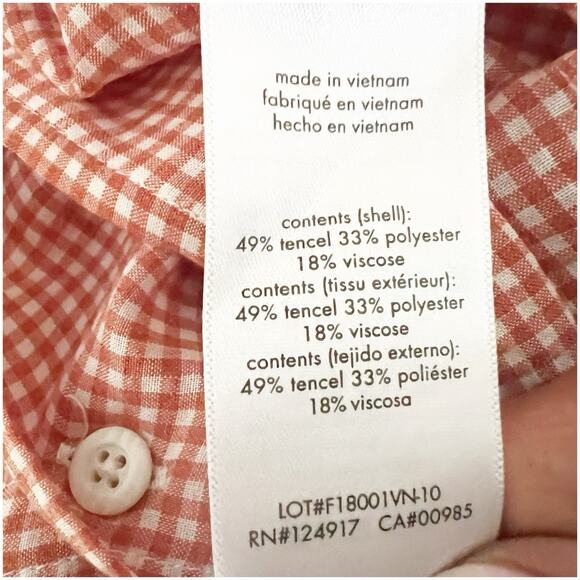 made in vietnam
fabriqué en vietnam
hecho en vietnam
contents (shell):
49% tencel 33% polyester
18% viscose
contents (tissu extérieur):
49% tencel 33% polyester
18% viscose
contents (tejido externo):
49% tencel 33% poliéster
18% viscosa
LOT#F18001VN-10
RN#124917 CA#00985